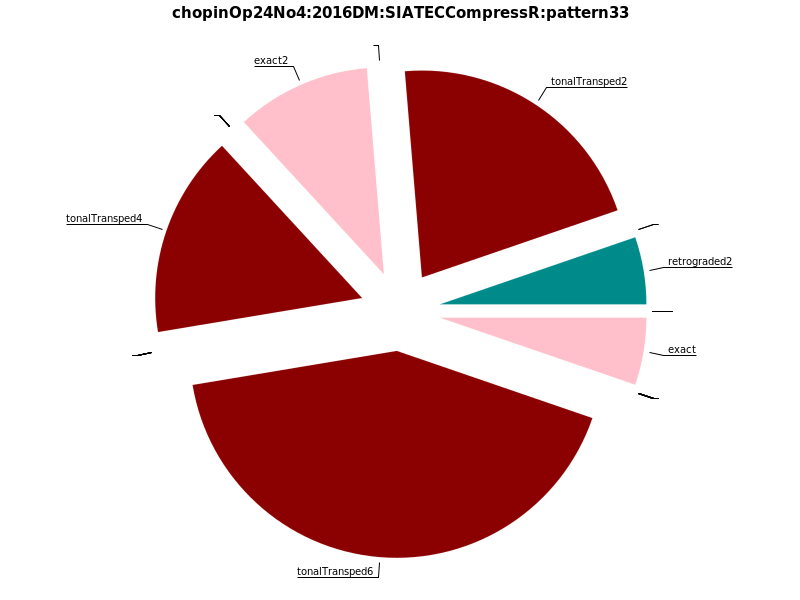 chopinOp24No4:2016DM:SIATECCompressR:pattern33
exact2
tonalTransped2
tonalTransped4
retrograded2
exact
tonalTransped6